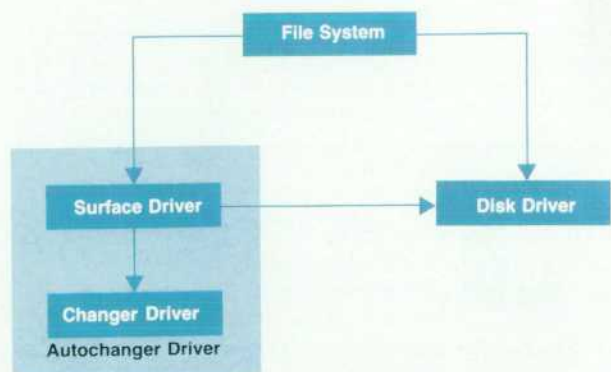 File System
Surface Driver
Disk Driver
Changer Driver
Autochanger Driver